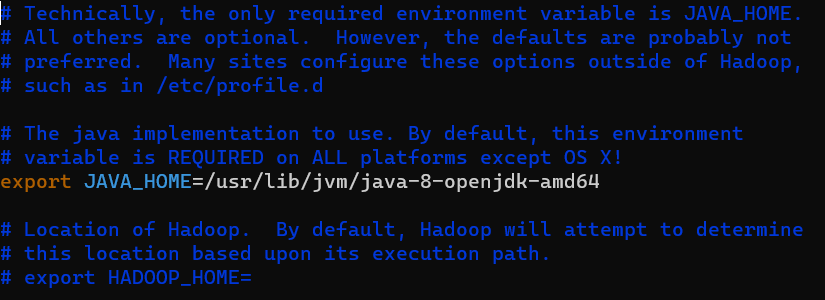 # Technically, the only required environment variable is JAVA_HOME.
# All others are optional.  However, the defaults are probably not
# preferred.  Many sites configure these options outside of Hadoop,
# such as in /etc/profile.d
# The java implementation to use. By default, this environment
# variable is REQUIRED on ALL platforms except OS X!
export JAVA_HOME=/usr/lib/jvm/java-8-openjdk-amd64
# Location of Hadoop.  By default, Hadoop will attempt to determine
# this location based upon its execution path.
# export HADOOP_HOME=